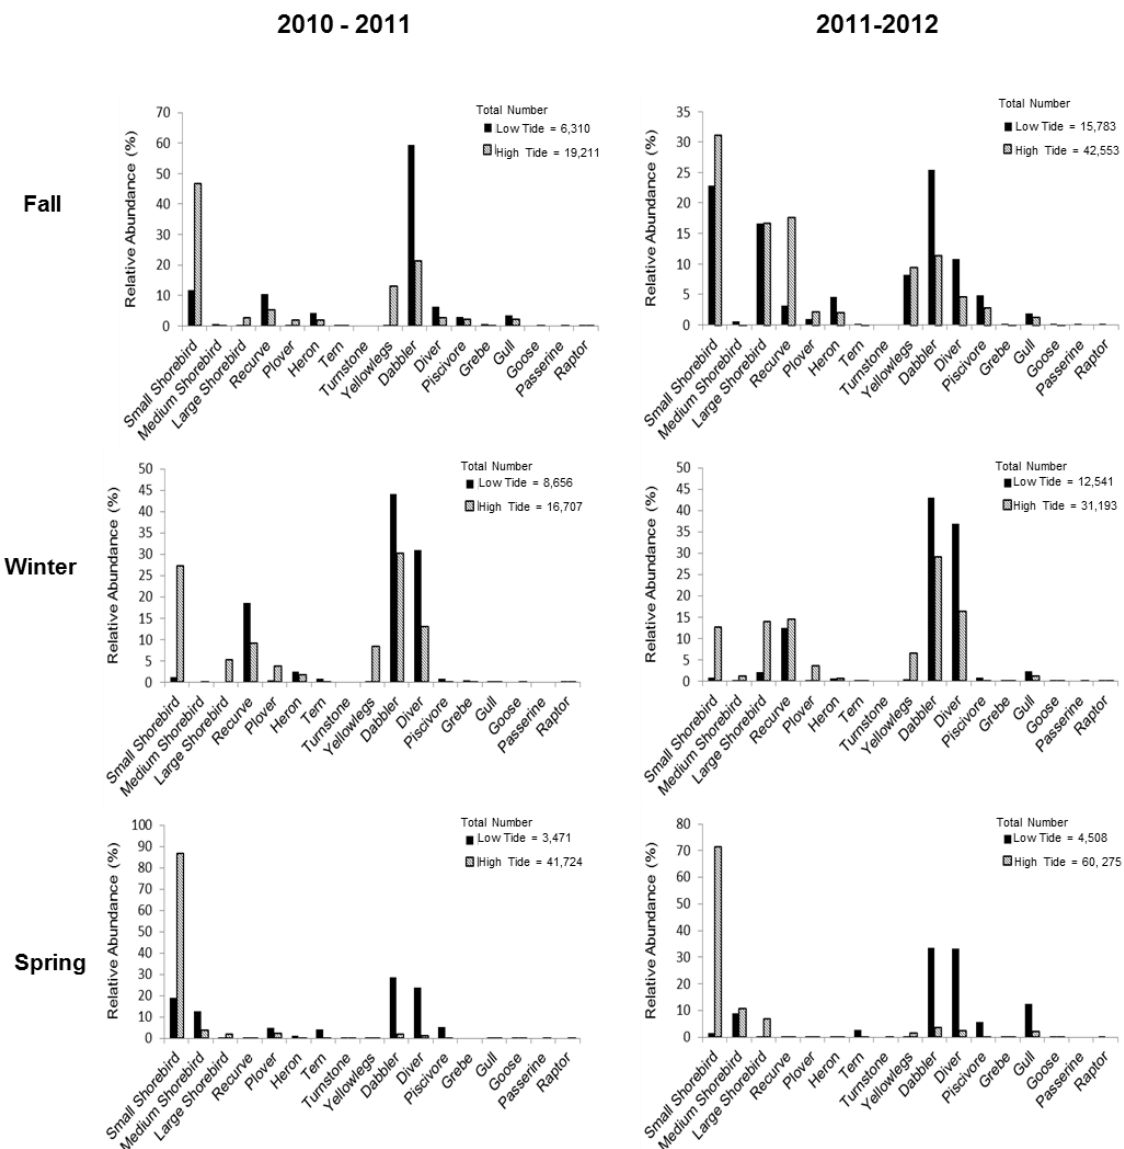 2010 - 2011
2011-2012
Fall
Relative Abundance (%)
70
60
50
40
30
20
10
0
Total Number
Low Tide = 6,310
High Tide = 19,211
Small Shorebird
Medium Shorebird
Large Shorebird
Recurve
Plover
Heron
Tern
Turnstone
Yellowlegs
Dabbler
Diver
Piscivore
Grebe
Gull
Goose
Passerine
Raptor
Relative Abundance (%)
35
30
25
20
15
10
5
0
Total Number
Low Tide = 15,783
High Tide = 42,553
Small Shorebird
Medium Shorebird
Large Shorebird
Recurve
Plover
Heron
Tern
Turnstone
Yellowlegs
Dabbler
Diver
Piscivore
Grebe
Gull
Goose
Passerine
Raptor
Winter
Relative Abundance (%)
50
45
40
35
30
25
20
15
10
5
0
Total Number
Low Tide = 8,656
High Tide = 16,707
Small Shorebird
Medium Shorebird
Large Shorebird
Recurve
Plover
Heron
Tern
Turnstone
Yellowlegs
Dabbler
Diver
Piscivore
Grebe
Gull
Goose
Passerine
Raptor
Relative Abundance (%)
50
45
40
35
30
25
20
15
10
5
0
Total Number
Low Tide = 12,541
High Tide = 31,193
Small Shorebird
Medium Shorebird
Large Shorebird
Recurve
Plover
Heron
Tern
Turnstone
Yellowlegs
Dabbler
Diver
Piscivore
Grebe
Gull
Goose
Passerine
Raptor
Spring
Relative Abundance (%)
100
90
80
70
60
50
40
30
20
10
0
Total Number
Low Tide = 3,471
High Tide = 41,724
Small Shorebird
Medium Shorebird
Large Shorebird
Recurve
Plover
Heron
Tern
Turnstone
Yellowlegs
Dabbler
Diver
Piscivore
Grebe
Gull
Goose
Passerine
Raptor
Relative Abundance (%)
80
70
60
50
40
30
20
10
0
Total Number
Low Tide = 4,508
High Tide = 60, 275
Small Shorebird
Medium Shorebird
Large Shorebird
Recurve
Plover
Heron
Tern
Turnstone
Yellowlegs
Dabbler
Diver
Piscivore
Grebe
Gull
Goose
Passerine
Raptor